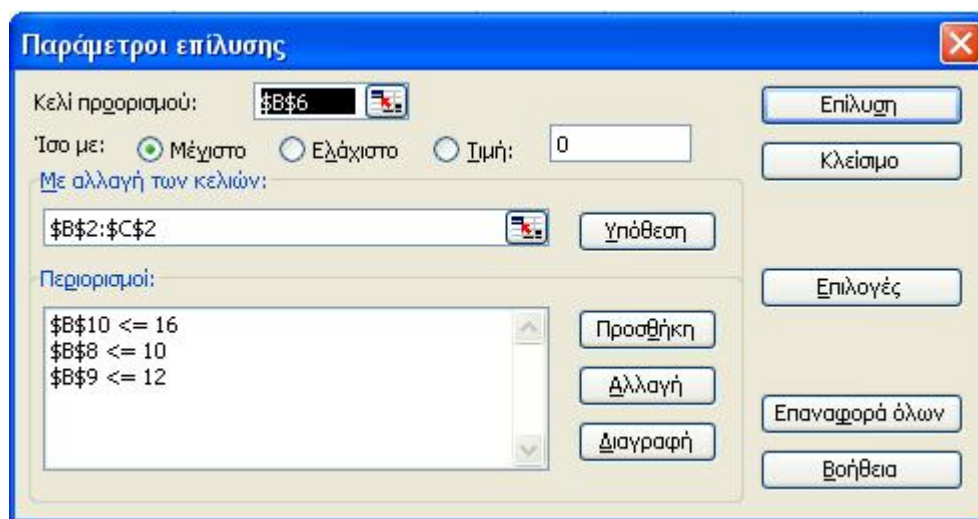 Παράμετροι επίλυσης
Κελί προορισμού: $B$6
Ίσο με: Μέγιστο Ελάχιστο Τιμή: 0
Με αλλαγή των κελιών:
$B$2:$C$2
Υπόθεση
Περιορισμοί:
$B$10 <= 16
$B$8 <= 10
$B$9 <= 12
Προσθήκη
Αλλαγή
Διαγραφή
Επίλυση
Κλείσιμο
Επιλογές
Επαναφορά όλων
Βοήθεια